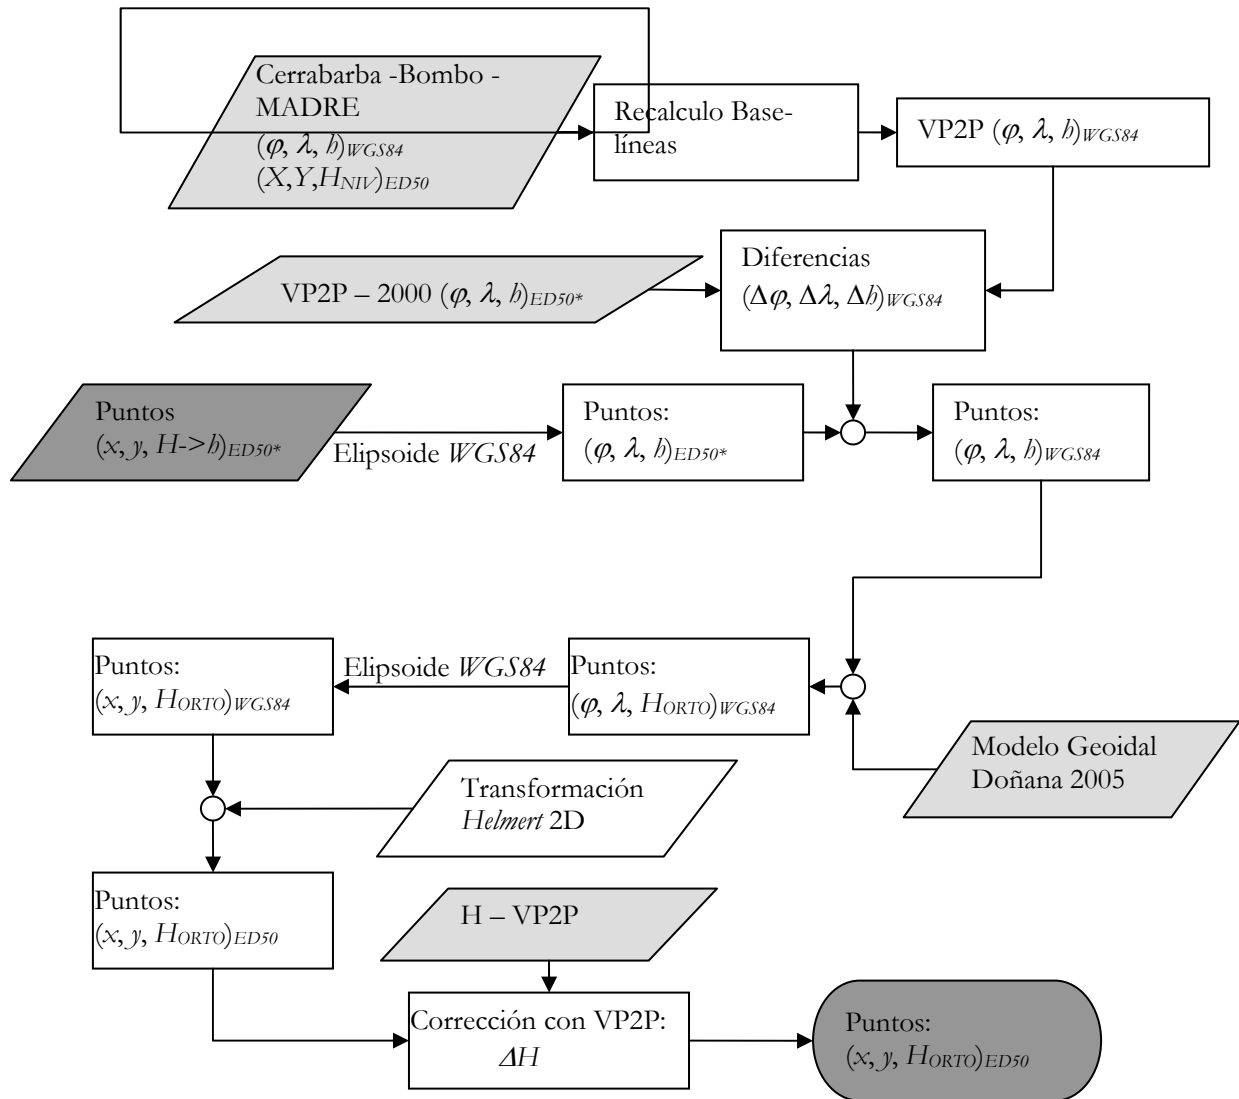 Cerrabarba -Bombo -
MADRE
(φ, λ, h)WGS84
(X,Y,HNIV)ED50
Recalculo Base-
líneas
VP2P (φ, λ, h)WGS84
Diferencias
(Δφ, Δλ, Δh)WGS84
VP2P – 2000 (φ, λ, h)ED50*
Puntos
(x, y, H->h)ED50*
Elipsoide WGS84
Puntos:
(φ, λ, h)ED50*
Puntos:
(φ, λ, h)WGS84
Puntos:
(x, y, HORTO)WGS84
Elipsoide WGS84
Puntos:
(φ, λ, HORTO)WGS84
Modelo Geoidal
Doñana 2005
Transformación
Helmert 2D
Puntos:
(x, y, HORTO)ED50
H – VP2P
Corrección con VP2P:
ΔH
Puntos:
(x, y, HORTO)ED50